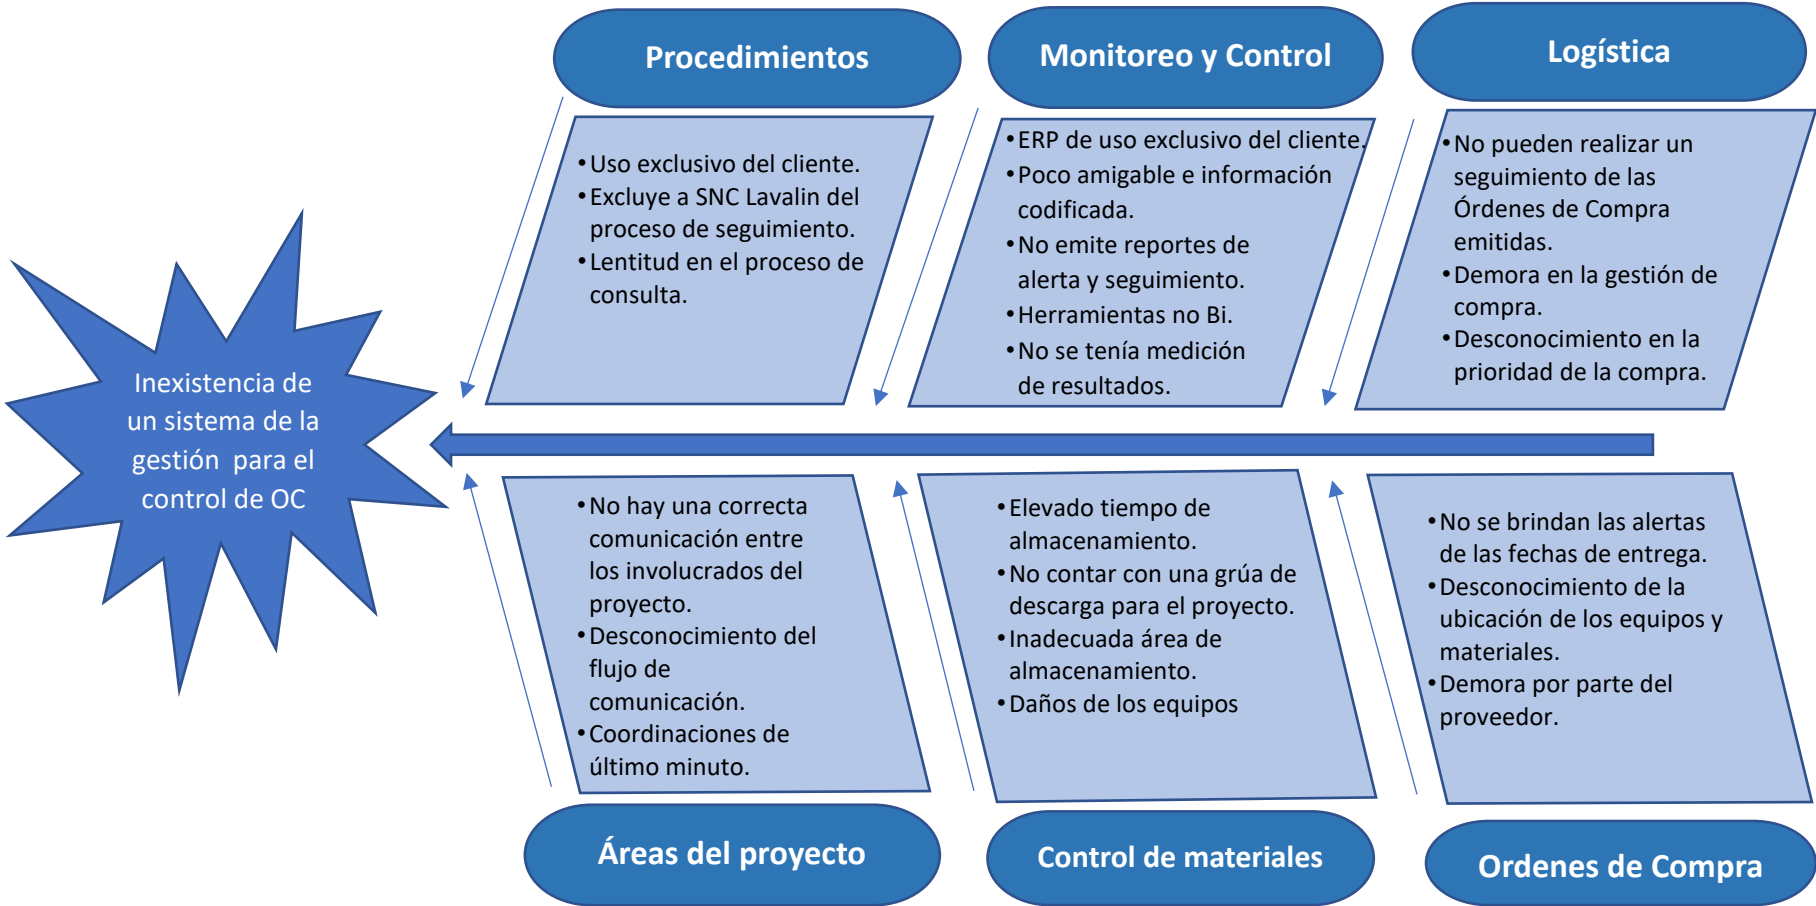 Procedimientos
Monitoreo y Control
Logística
• Uso exclusivo del cliente.
• Excluye a SNC Lavalin del
proceso de seguimiento.
• Lentitud en el proceso de
consulta.
• ERP de uso exclusivo del cliente.
• Poco amigable e información
codificada.
• No emite reportes de
alerta y seguimiento.
• Herramientas no Bi.
• No se tenía medición
de resultados.
• No pueden realizar un
seguimiento de las
Órdenes de Compra
emitidas.
• Demora en la gestión de
compra.
• Desconocimiento en la
prioridad de la compra.
Inexistencia de
un sistema de la
gestión para el
control de OC
• No hay una correcta
comunicación entre
los involucrados del
proyecto.
• Desconocimiento del
flujo de
comunicación.
• Coordinaciones de
último minuto.
• Elevado tiempo de
almacenamiento.
• No contar con una grúa de
descarga para el proyecto.
• Inadecuada área de
almacenamiento.
• Daños de los equipos
• No se brindan las alertas
de las fechas de entrega.
• Desconocimiento de la
ubicación de los equipos y
materiales.
• Demora por parte del
proveedor.
Áreas del proyecto
Control de materiales
Ordenes de Compra